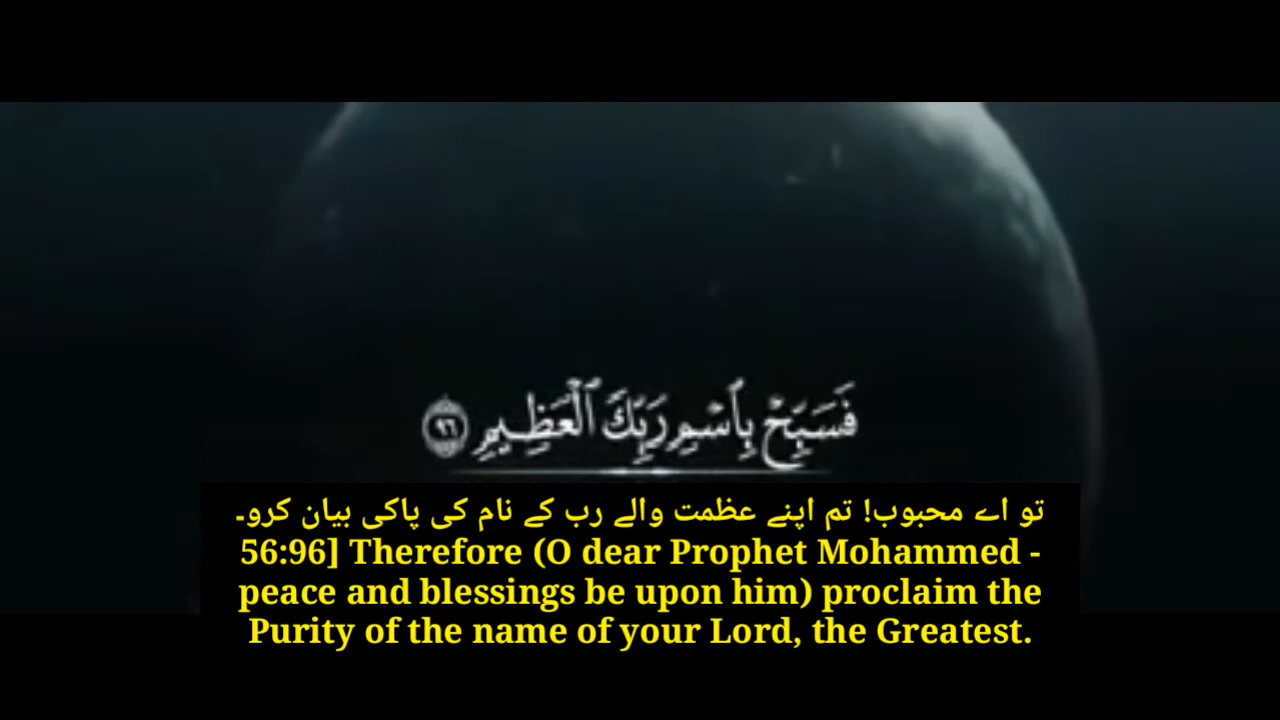 فَسَبِّحْ بِٱسْمِ رَبِّكَ ٱلْعَظِيمِ ٩٦
تو اے محبوب! تم اپنے عظمت والے رب کے نام کی پاکی بیان کرو۔
56:96] Therefore (O dear Prophet Mohammed -
peace and blessings be upon him) proclaim the
Purity of the name of your Lord, the Greatest.